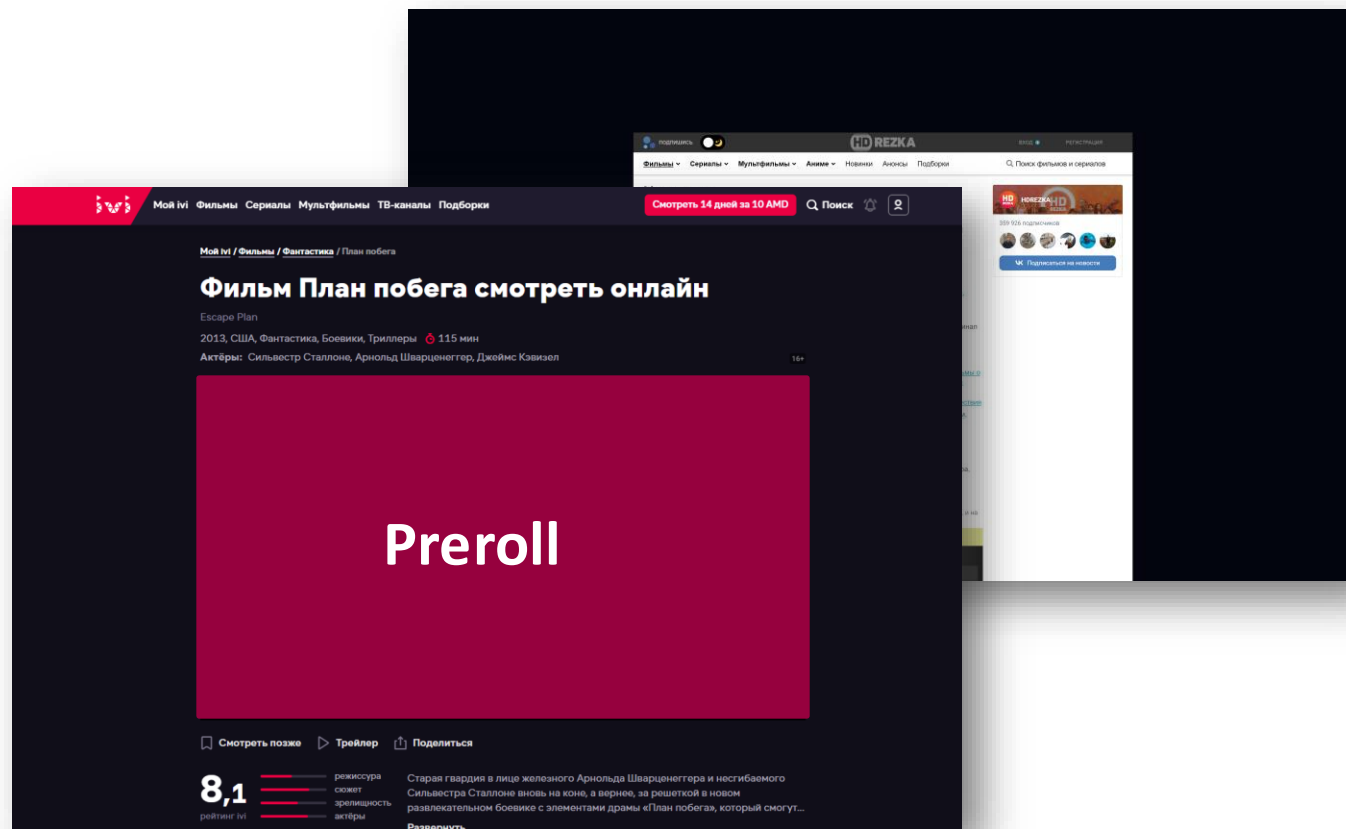 подпишись
HD REZKA
ВХОД
РЕГИСТРАЦИЯ
Фильмы Сериалы Мультфильмы Аниме Новинки Анонсы Подборки
Поиск фильмов и сериалов
HD HDREZKA
подписчиков
Подписаться на новости
ivi
Мой ivi Фильмы Сериалы Мультфильмы ТВ-каналы Подборки
Смотреть 14 дней за 10 AMD
Поиск
Мой ivi / Фильмы / Фантастика / План побега
Фильм План побега смотреть онлайн
Escape Plan
2013, США, Фантастика, Боевики, Триллеры 115 мин
Актёры: Сильвестр Сталлоне, Арнольд Шварценеггер, Джеймс Кэвизел
16+
Preroll
Смотреть позже Трейлер Поделиться
8,1
рейтинг ivi
режиссура
сюжет
зрелищность
актёры
Старая гвардия в лице железного Арнольда Шварценеггера и несгибаемого
Сильвестра Сталлоне вновь на коне, а вернее, за решеткой в новом
развлекательном боевике с элементами драмы «План побега», который смогут...
Развернуть